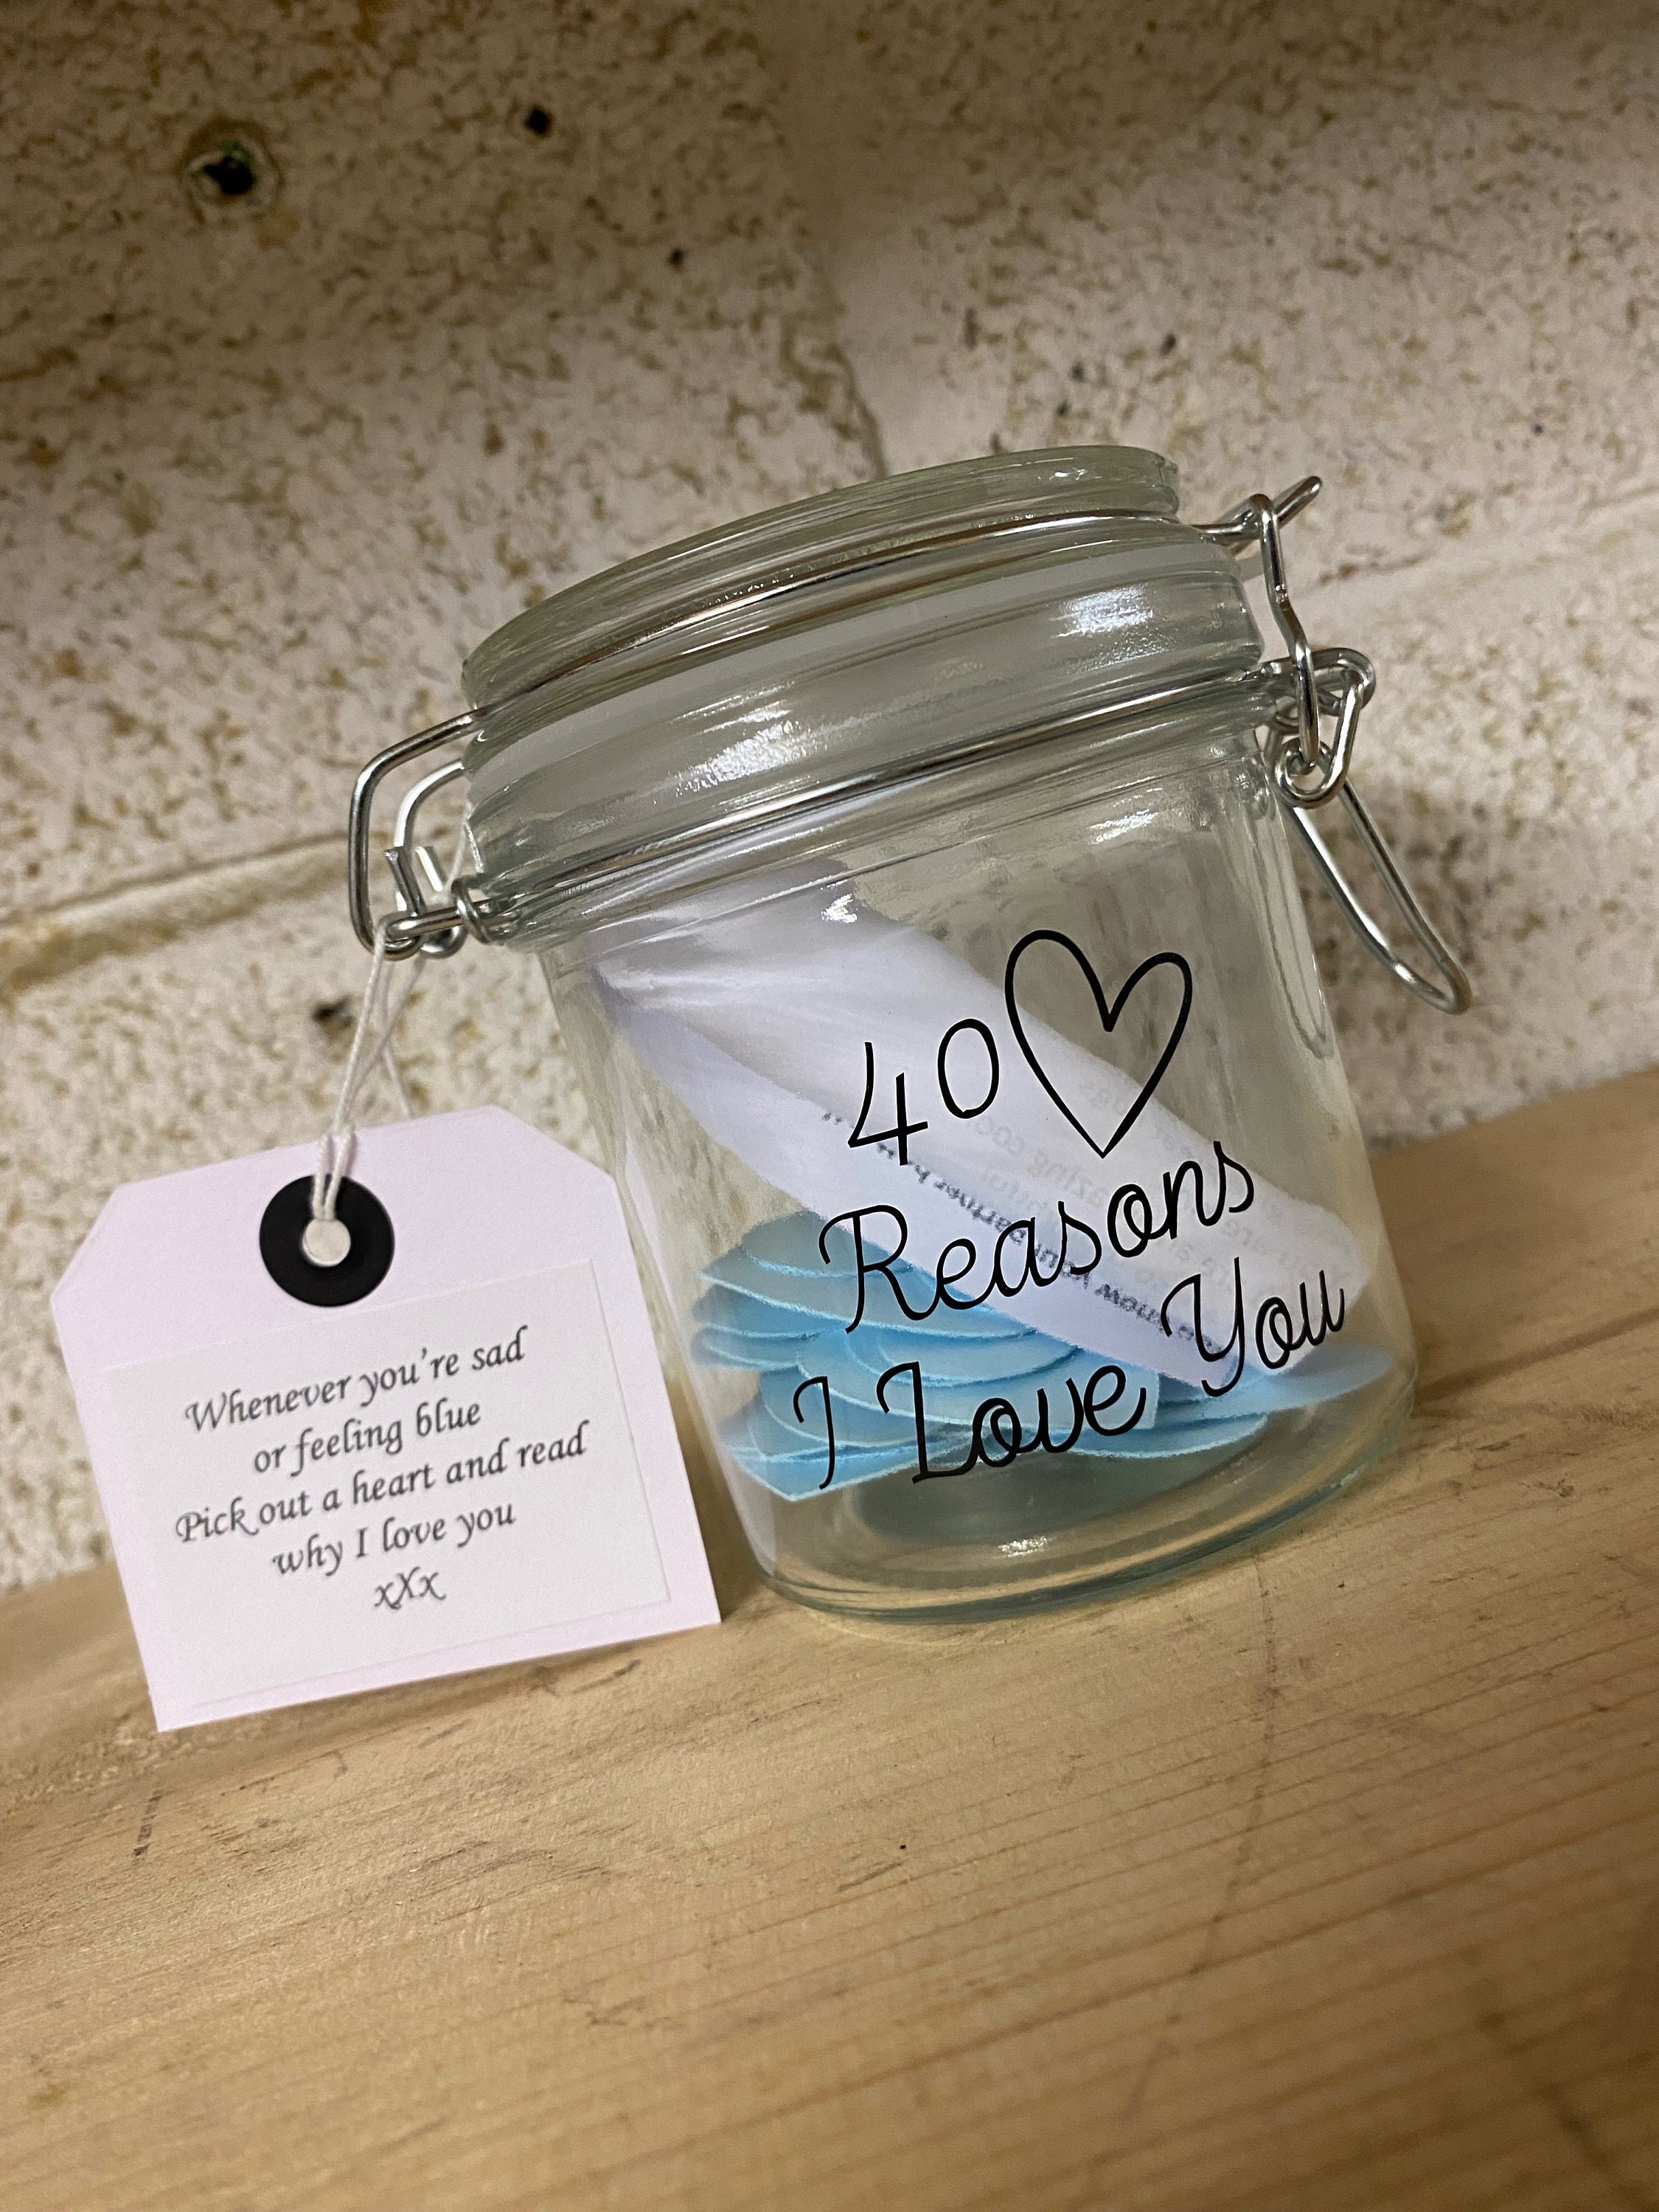 Whenever you're sad
or feeling blue
Pick out a heart and read
why I love you
xXx
40
Reasons
I Love You